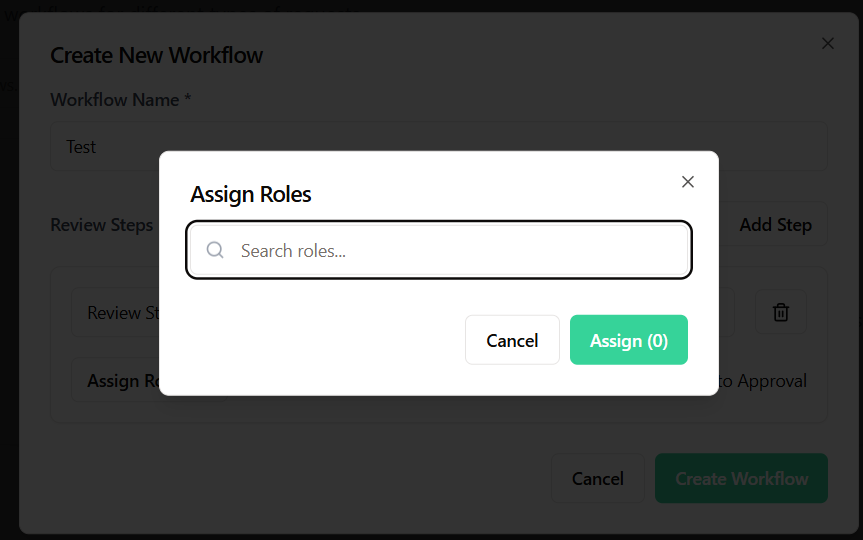 Create New Workflow
Workflow Name *
Test
Assign Roles
Search roles...
Cancel
Assign (0)
Review Steps
Add Step
Review St
Assign Ro
to Approval
Cancel
Create Workflow